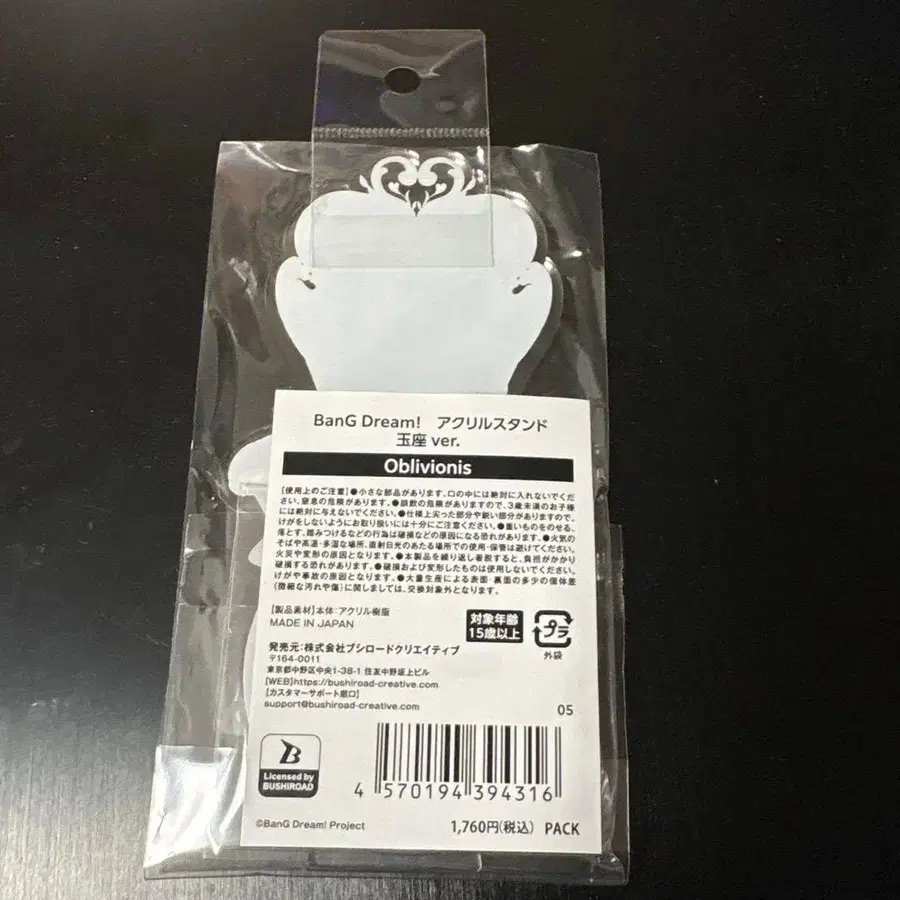 BanG Dream! アクリルスタンド
玉座 ver.
Oblivionis
【使用上のご注意】●小さな部品があります。口の中には絶対に入れないでくだ
さい。窒息の危険があります。●誤飲の危険がありますので、3歳未満のお子様
には絶対に与えないでください。●仕様上尖った部分や鋭い部分がありますので、
けがをしないようにお取り扱いには十分にご注意ください。●重いものをのせる、
落とす、踏みつけるなどの行為は破損などの原因になる恐れがあります。●火気の
そばや高温・多湿な場所、直射日光のあたる場所での使用・保管は避けてください。
火災や変形の原因となります。●本製品を繰り返し着脱すると、負担がかかり
破損する恐れがあります。●破損および変形したものは使用しないでください。
けがや事故の原因となります。●大量生産による表面・裏面の多少の個体差
(微細な汚れや傷)に関しましては、交換対象外となります。
【製品素材】本体:アクリル樹脂
MADE IN JAPAN
対象年齢
15歳以上
プラ
外袋
発売元:株式会社ブシロードクリエイティブ
〒164-0011
東京都中野区中央1-38-1 住友中野坂上ビル
【WEB】https://bushiroad-creative.com
【カスタマーサポート窓口】
support@bushiroad-creative.com
05
B
Licensed by
BUSHIROAD
4 570194 394316
©BanG Dream! Project
1,760円(税込) PACK